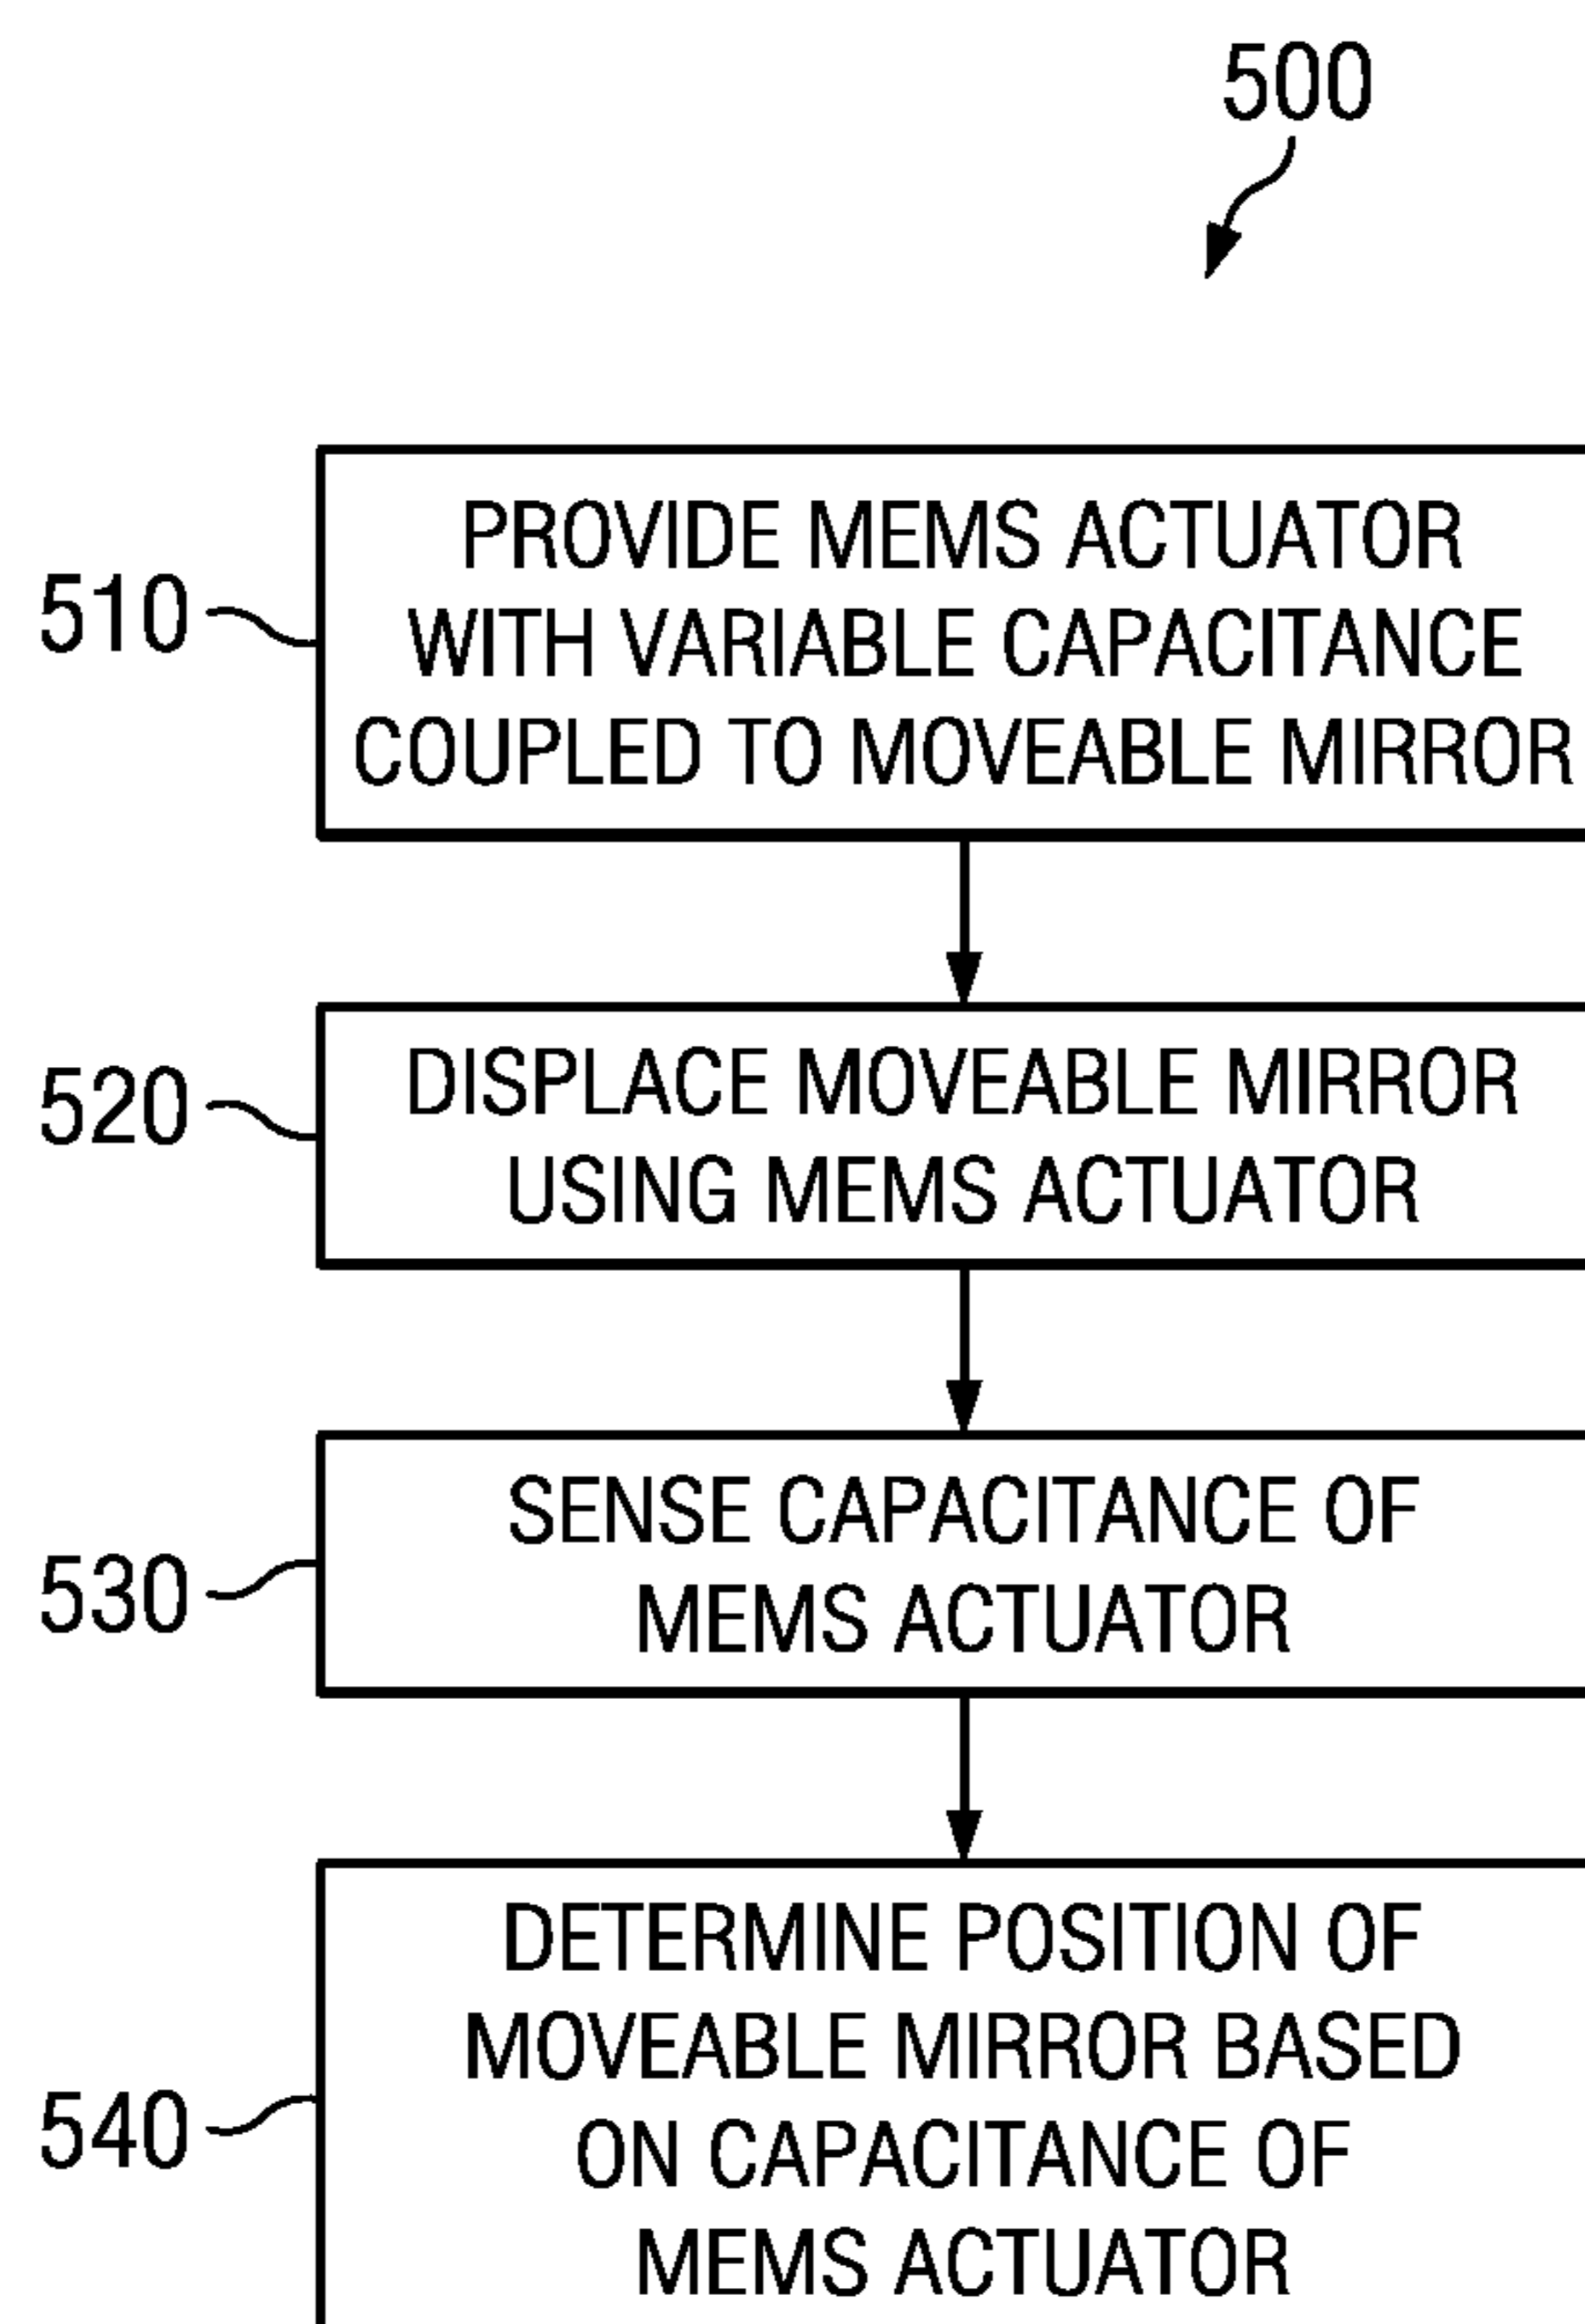 500
510
PROVIDE MEMS ACTUATOR
WITH VARIABLE CAPACITANCE
COUPLED TO MOVEABLE MIRROR
520
DISPLACE MOVEABLE MIRROR
USING MEMS ACTUATOR
530
SENSE CAPACITANCE OF
MEMS ACTUATOR
540
DETERMINE POSITION OF
MOVEABLE MIRROR BASED
ON CAPACITANCE OF
MEMS ACTUATOR